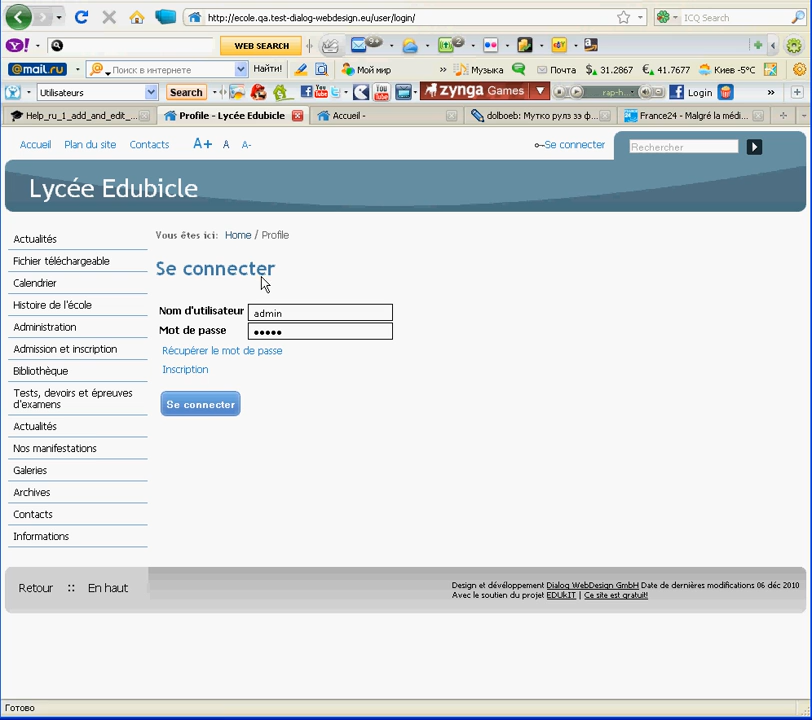 http://ecole.qa.test-dialog-webdesign.eu/user/login/
ICQ Search
Y!
WEB SEARCH
@mail.ru
Поиск в интернете
Найти!
Мой мир
»
Музыка
Почта
$ 31.2867
€ 41.7677
Киев -5°C
Utilisateurs
Search
You Tube
zynga Games
rap-h...
Login
»
Help_ru_1_add_and_edit_...
Profile - Lycée Edubicle
Accueil -
dolboeb: Мутко рулз зэ ф...
France24 - Malgré la médi...
Accueil
Plan du site
Contacts
A+
A
A-
Se connecter
Rechercher
Lycée Edubicle
Actualités
Fichier téléchargeable
Calendrier
Histoire de l'école
Administration
Admission et inscription
Bibliothèque
Tests, devoirs et épreuves
d'examens
Actualités
Nos manifestations
Galeries
Archives
Contacts
Informations
Vous êtes ici: Home / Profile
Se connecter
Nom d'utilisateur
admin
Mot de passe
●●●●●
Récupérer le mot de passe
Inscription
Se connecter
Retour :: En haut
Design et dévéloppement Dialog WebDesign GmbH Date de dernières modifications 06 déc 2010
Avec le soutien du projet EDUkIT | Ce site est gratuit!
Готово